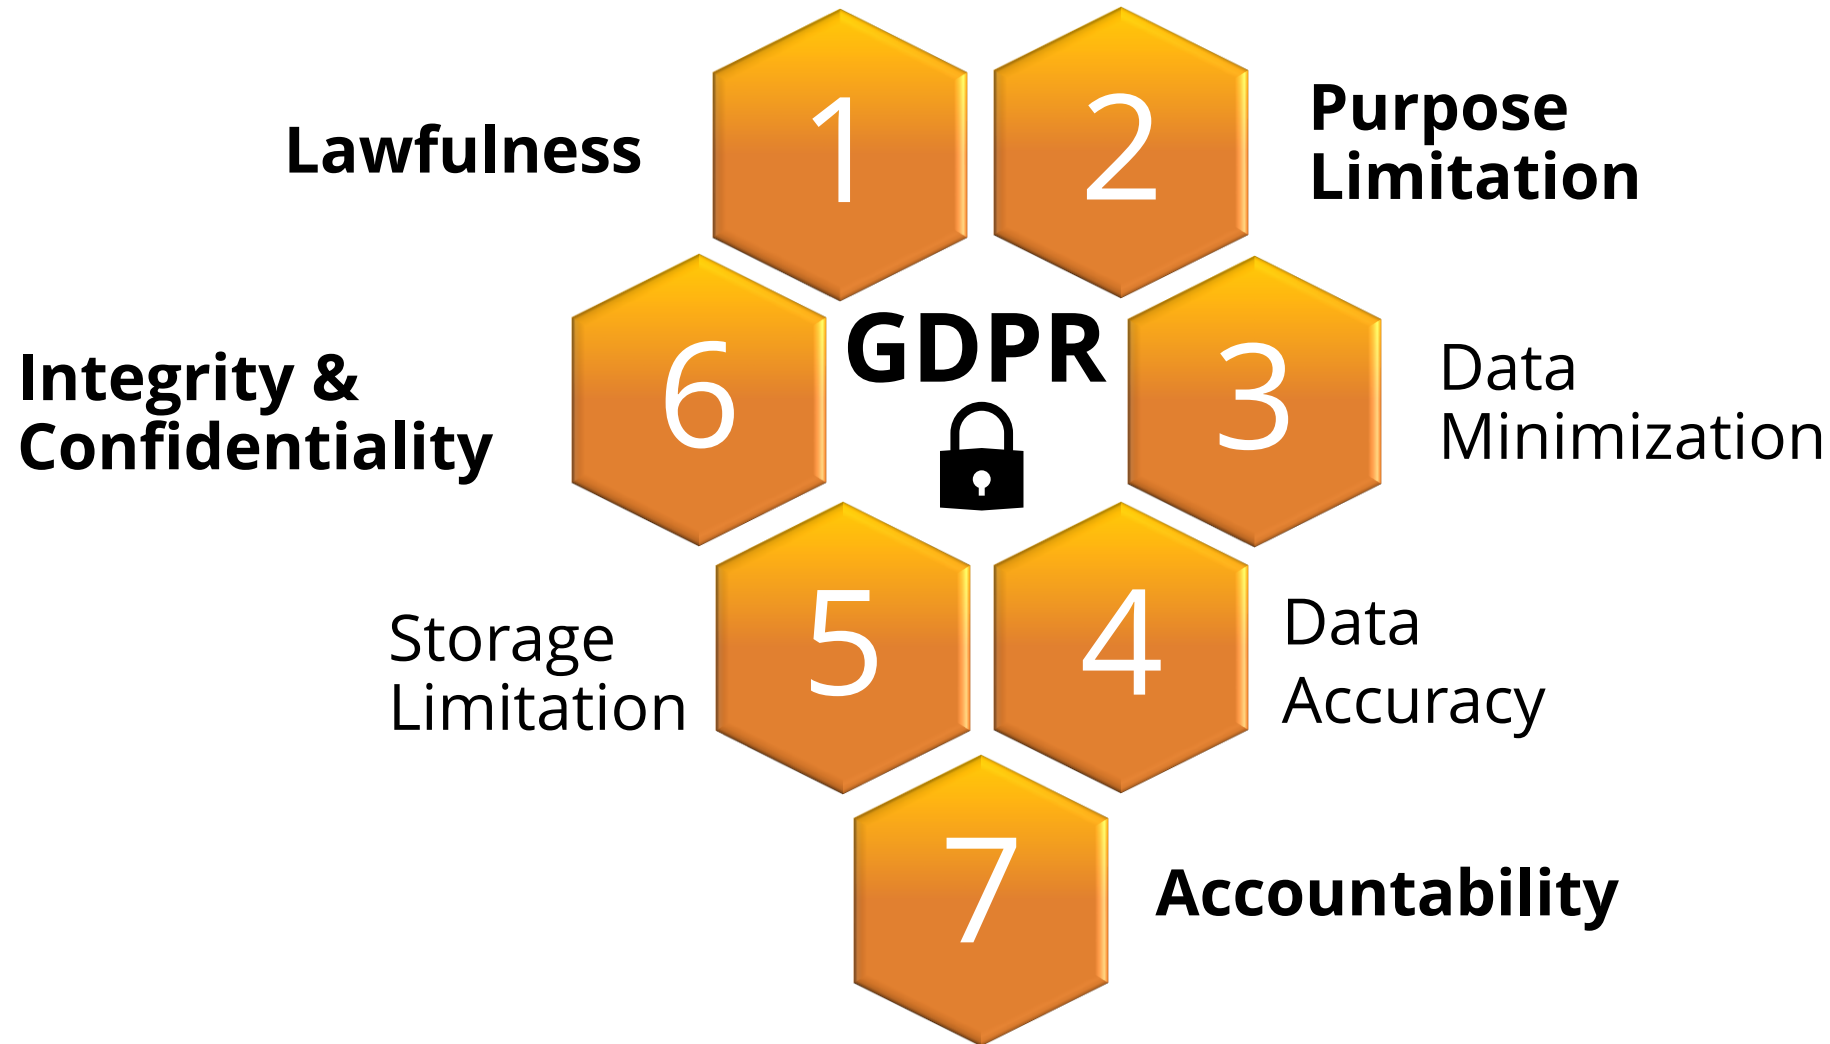 Lawfulness
1
2
Purpose
Limitation
Integrity &
Confidentiality
6
GDPR
3
Data
Minimization
Storage
Limitation
5
4
Data
Accuracy
7
Accountability